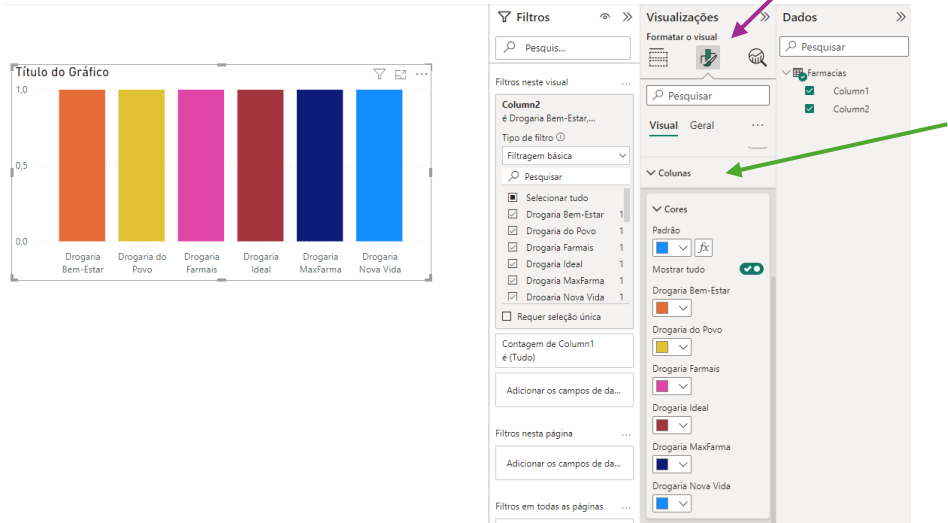 Título do Gráfico
1,0
0,5
0,0
Drogaria
Bem-Estar
Drogaria do
Povo
Drogaria
Farmais
Drogaria
Ideal
Drogaria
MaxFarma
Drogaria
Nova Vida
Filtros
Pesquis...
Filtros neste visual
Column2
é Drogaria Bem-Estar,...
Tipo de filtro
Filtragem básica
Pesquisar
Selecionar tudo
Drogaria Bem-Estar 1
Drogaria do Povo 1
Drogaria Farmais 1
Drogaria Ideal 1
Drogaria MaxFarma 1
Drogaria Nova Vida 1
Requer seleção única
Contagem de Column1
é (Tudo)
Adicionar os campos de da...
Filtros nesta página
Adicionar os campos de da...
Filtros em todas as páginas
Visualizações
Formatar o visual
Pesquisar
Visual Geral
Colunas
Cores
Padrão
fx
Mostrar tudo
Drogaria Bem-Estar
Drogaria do Povo
Drogaria Farmais
Drogaria Ideal
Drogaria MaxFarma
Drogaria Nova Vida
Dados
Pesquisar
Farmacias
Column1
Column2